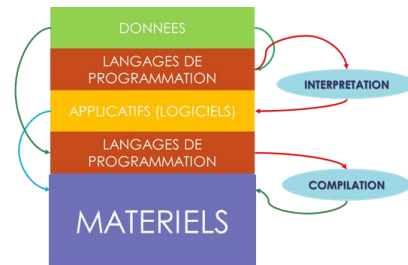 DONNEES
LANGAGES DE
PROGRAMMATION
INTERPRETATION
APPLICATIFS (LOGICIELS)
LANGAGES DE
PROGRAMMATION
COMPILATION
MATERIELS